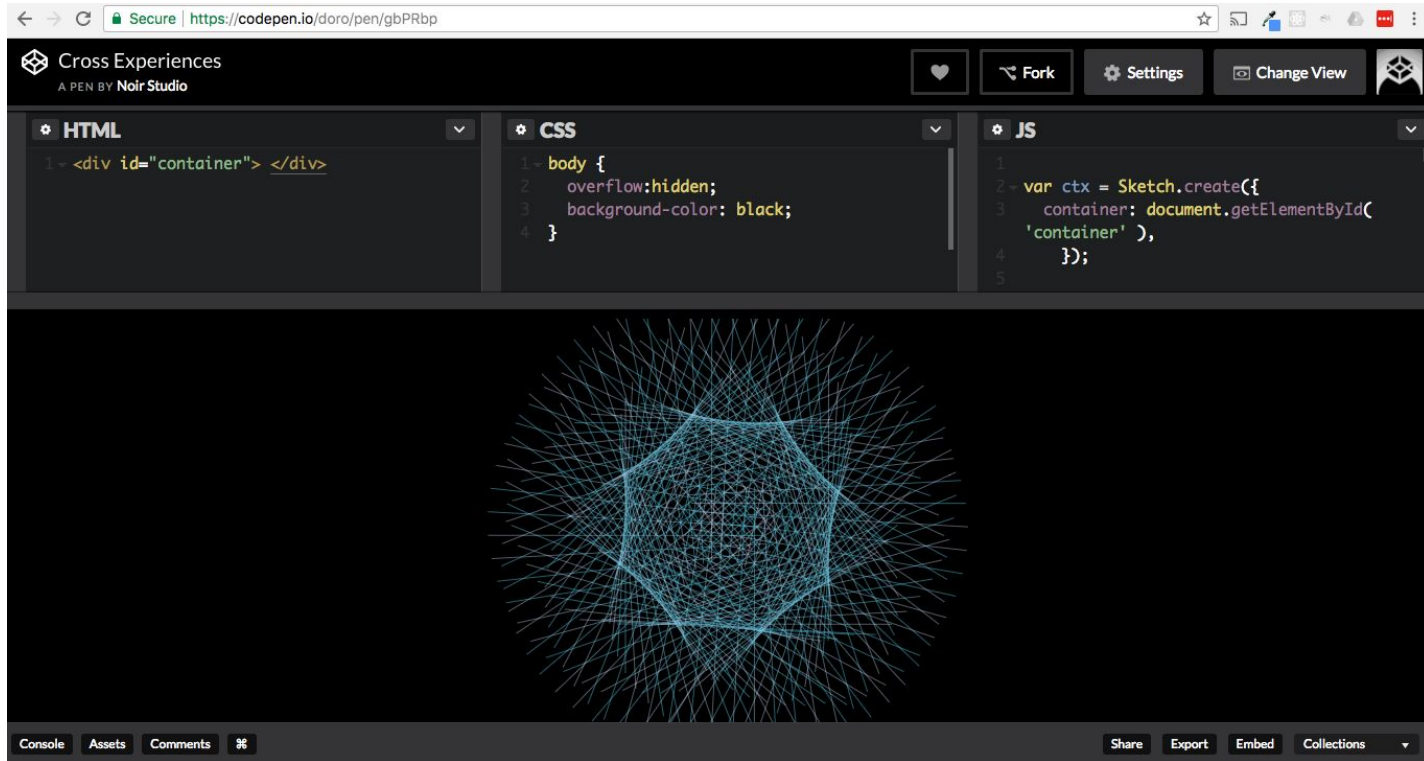 Secure | https://codepen.io/doro/pen/gbPRbp
Cross Experiences
A PEN BY Noir Studio
Fork
Settings
Change View
HTML
1 <div id="container"> </div>
CSS
1 body {
2 overflow:hidden;
3 background-color: black;
4 }
JS
1
2 var ctx = Sketch.create({
3 container: document.getElementById(
'container' ),
4 });
5
Console Assets Comments ⌘
Share Export Embed Collections